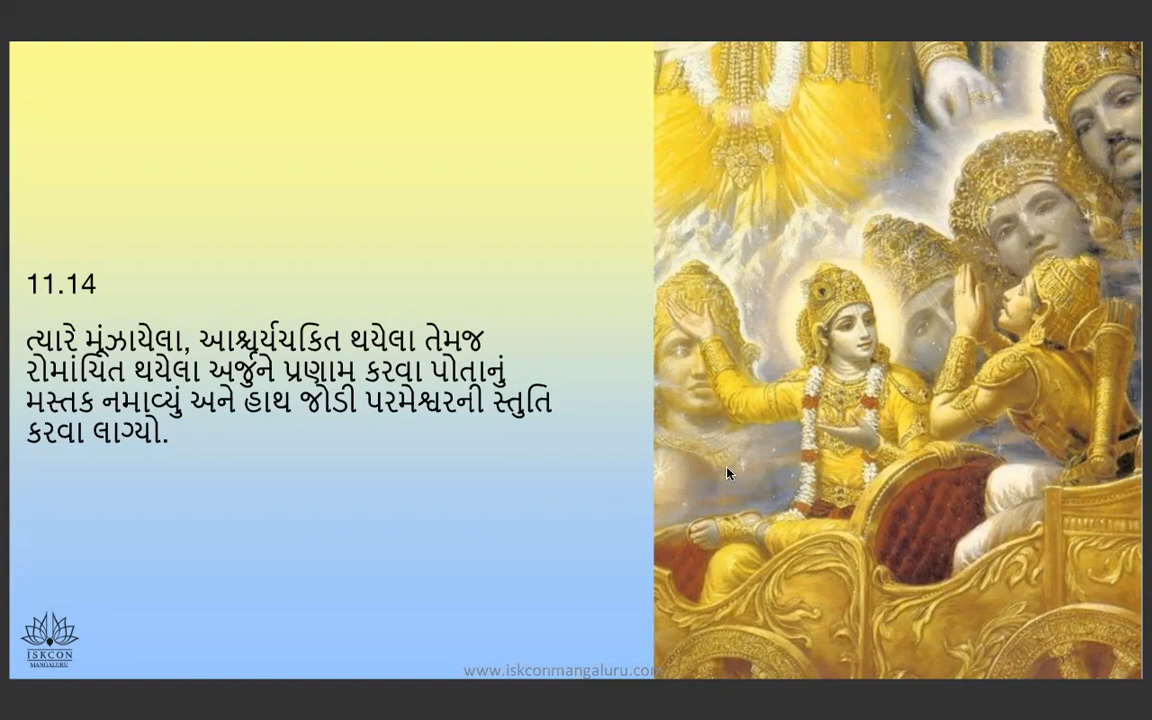 11.14
ત્યારે મૂંઝાયેલા, આશ્ચર્યચકિત થયેલા તેમજ
રોમાંચિત થયેલા અર્જુને પ્રણામ કરવા પોતાનું
મસ્તક નમાવ્યું અને હાથ જોડી પરમેશ્વરની સ્તુતિ
કરવા લાગ્યો.
ISKCON
MANGALURU
www.iskconmangaluru.com